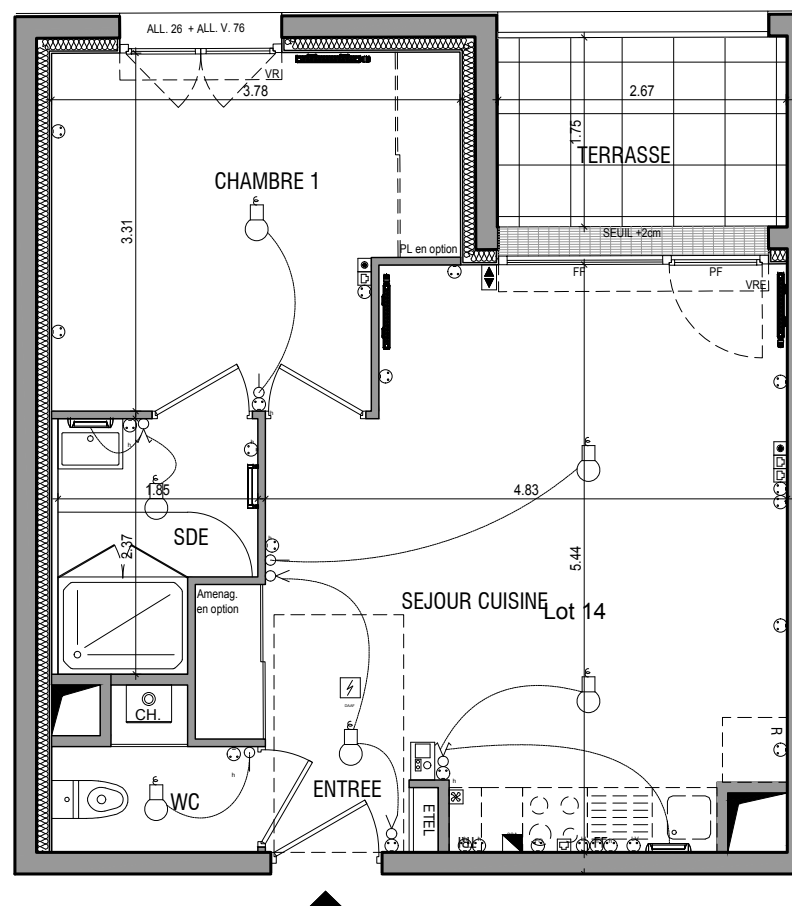 ALL. 26 + ALL. V. 76
VR
3.78
2.67
1.75
TERRASSE
CHAMBRE 1
3.31
PL en option
SEUIL +2cm
FF
PF
VRE
1.85
4.83
SDE
2.37
5.44
Amenag.
en option
SEJOUR CUISINE
Lot 14
CH.
R
WC
ENTREE
ETEL